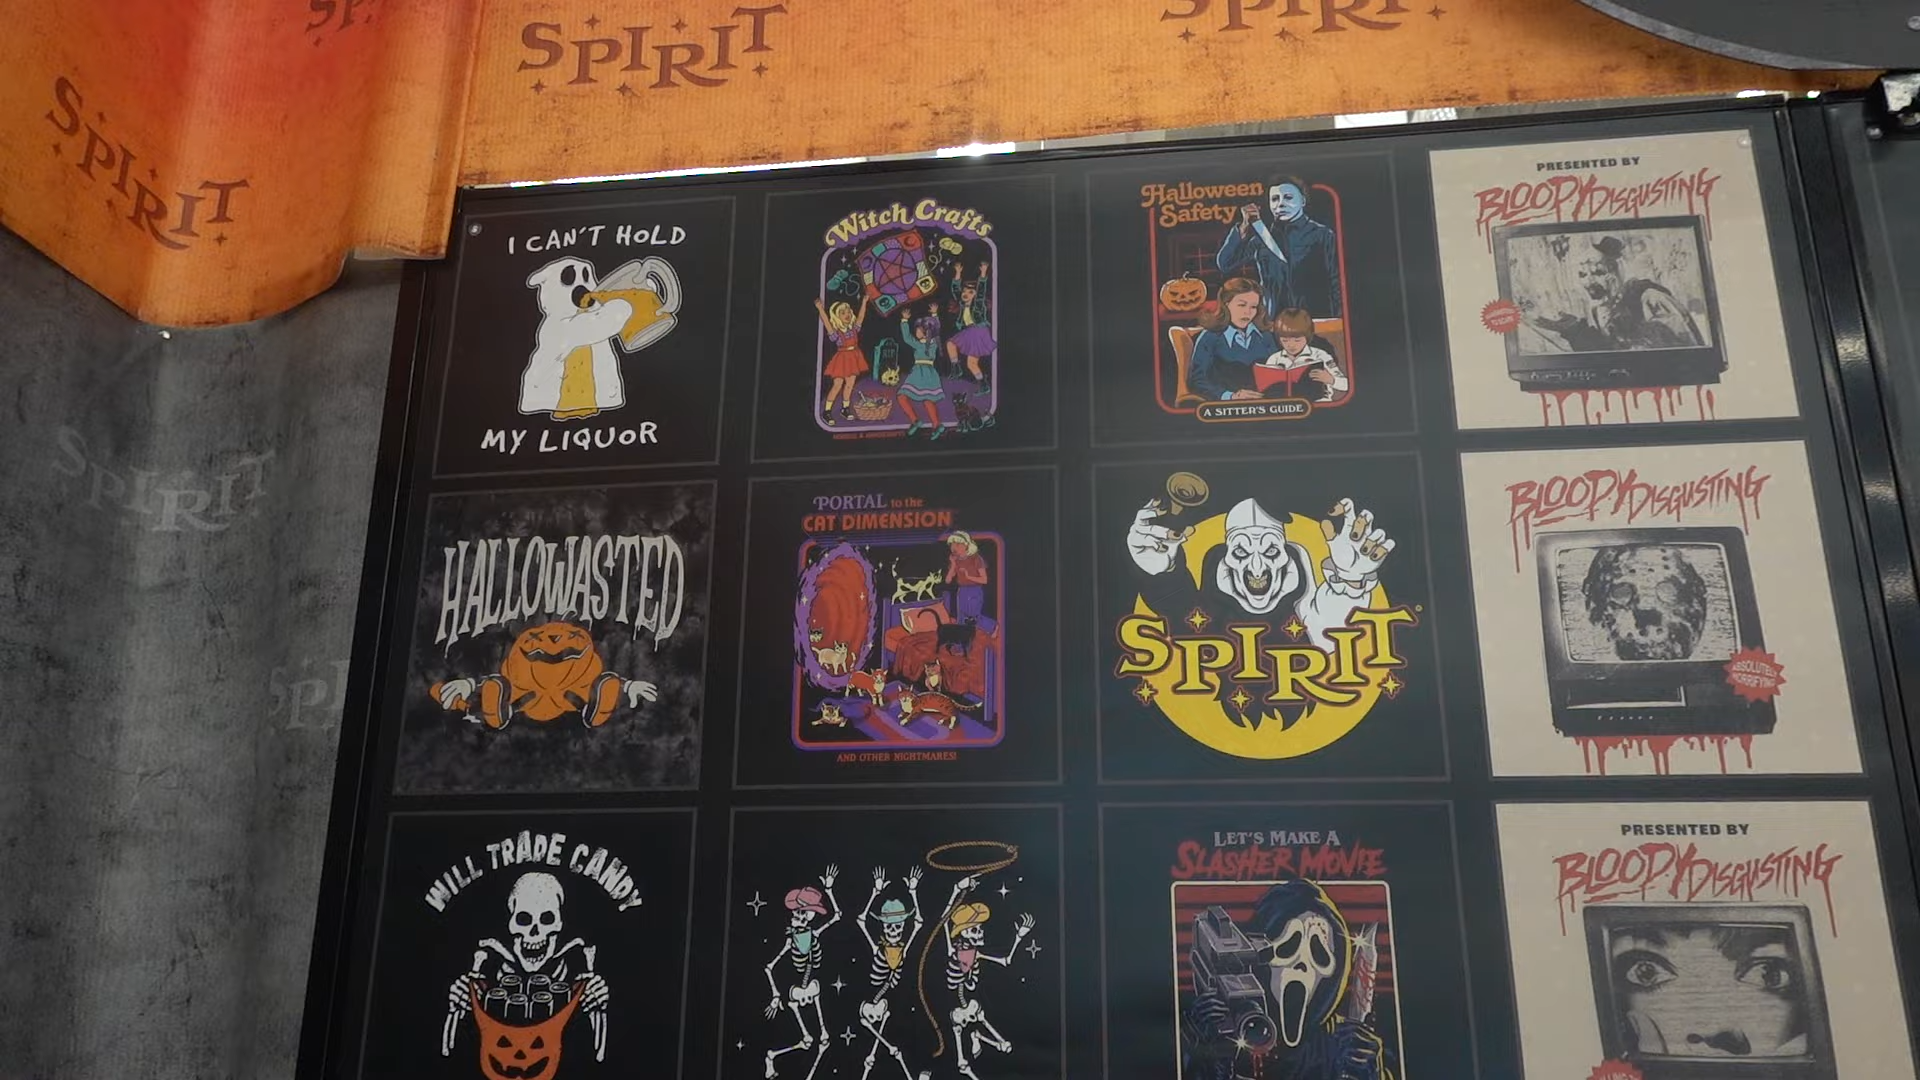 SPIRIT
SPIRIT
SPIRIT
SPIRIT
SPIRIT
I CAN'T HOLD
MY LIQUOR
Witch Crafts
RIP
Halloween
Safety
A SITTER'S GUIDE
PRESENTED BY
BLOODY DISGUSTING
HALLOWASTED
PORTAL to the
CAT DIMENSION
AND OTHER NIGHTMARES!
SPIRIT
BLOODY DISGUSTING
ABSOLUTELY
HORRIFYING
WILL TRADE CANDY
LET'S MAKE A
SLASHER MOVIE
PRESENTED BY
BLOODY DISGUSTING